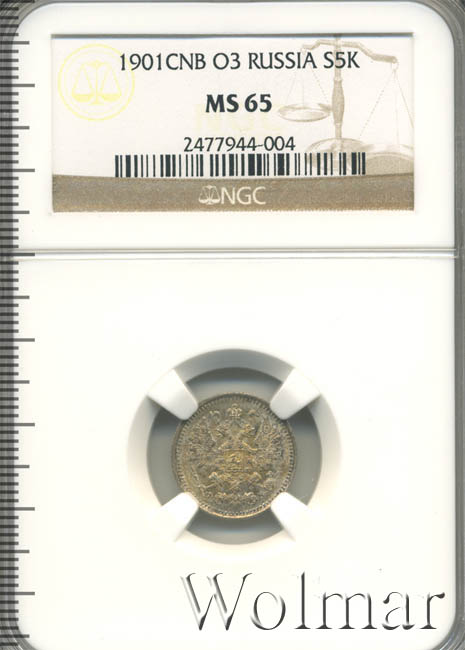 1901CNB O3 RUSSIA S5K
MS 65
2477944-004
NGC
Wolmar